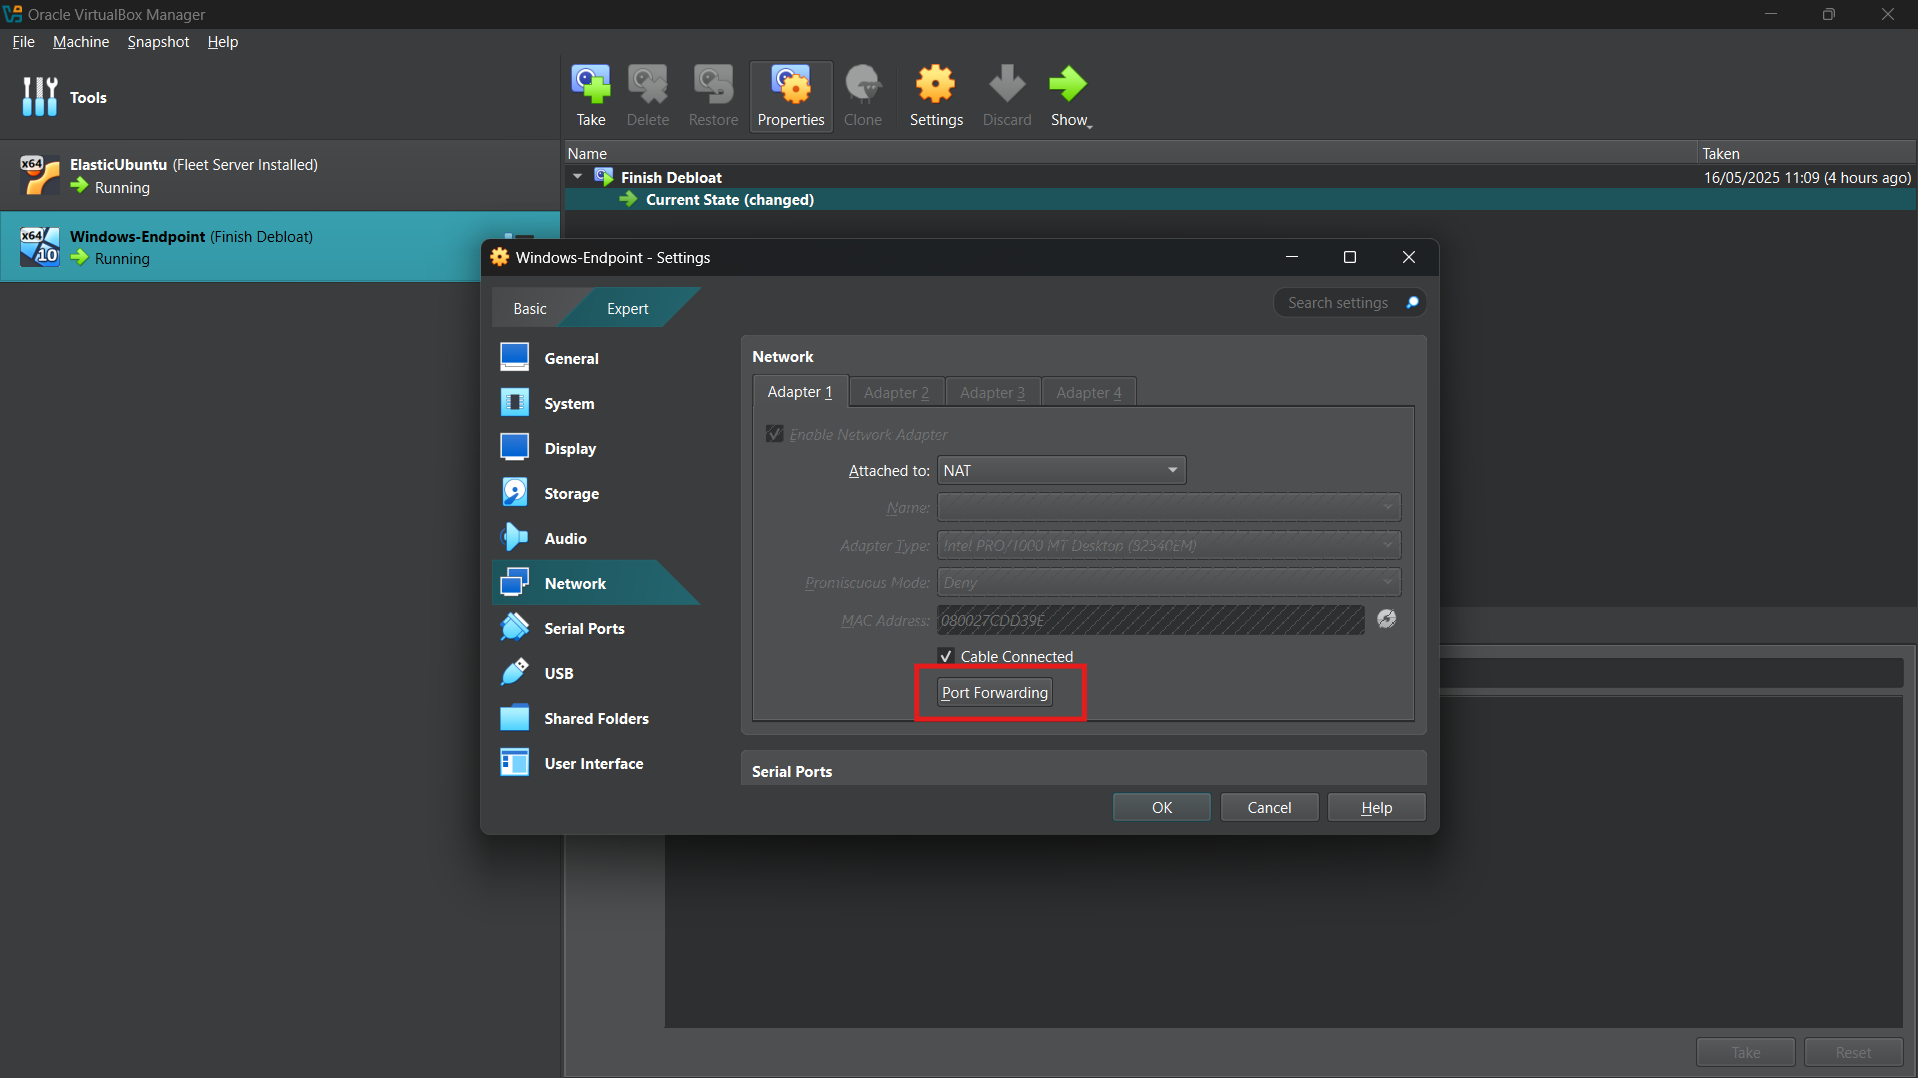 Oracle VirtualBox Manager
File Machine Snapshot Help
Tools
Take Delete Restore Properties Clone Settings Discard Show
Name Taken
x64 ElasticUbuntu (Fleet Server Installed)
Running
Finish Debloat 16/05/2025 11:09 (4 hours ago)
Current State (changed)
x64 10 Windows-Endpoint (Finish Debloat)
Running
Windows-Endpoint - Settings
Basic Expert Search settings
General
System
Display
Storage
Audio
Network
Serial Ports
USB
Shared Folders
User Interface
Network
Adapter 1 Adapter 2 Adapter 3 Adapter 4
Enable Network Adapter
Attached to: NAT
Name:
Adapter Type: Intel PRO/1000 MT Desktop (82540EM)
Promiscuous Mode: Deny
MAC Address: 080027CDD39E
Cable Connected
Port Forwarding
Serial Ports
OK Cancel Help
Take Reset